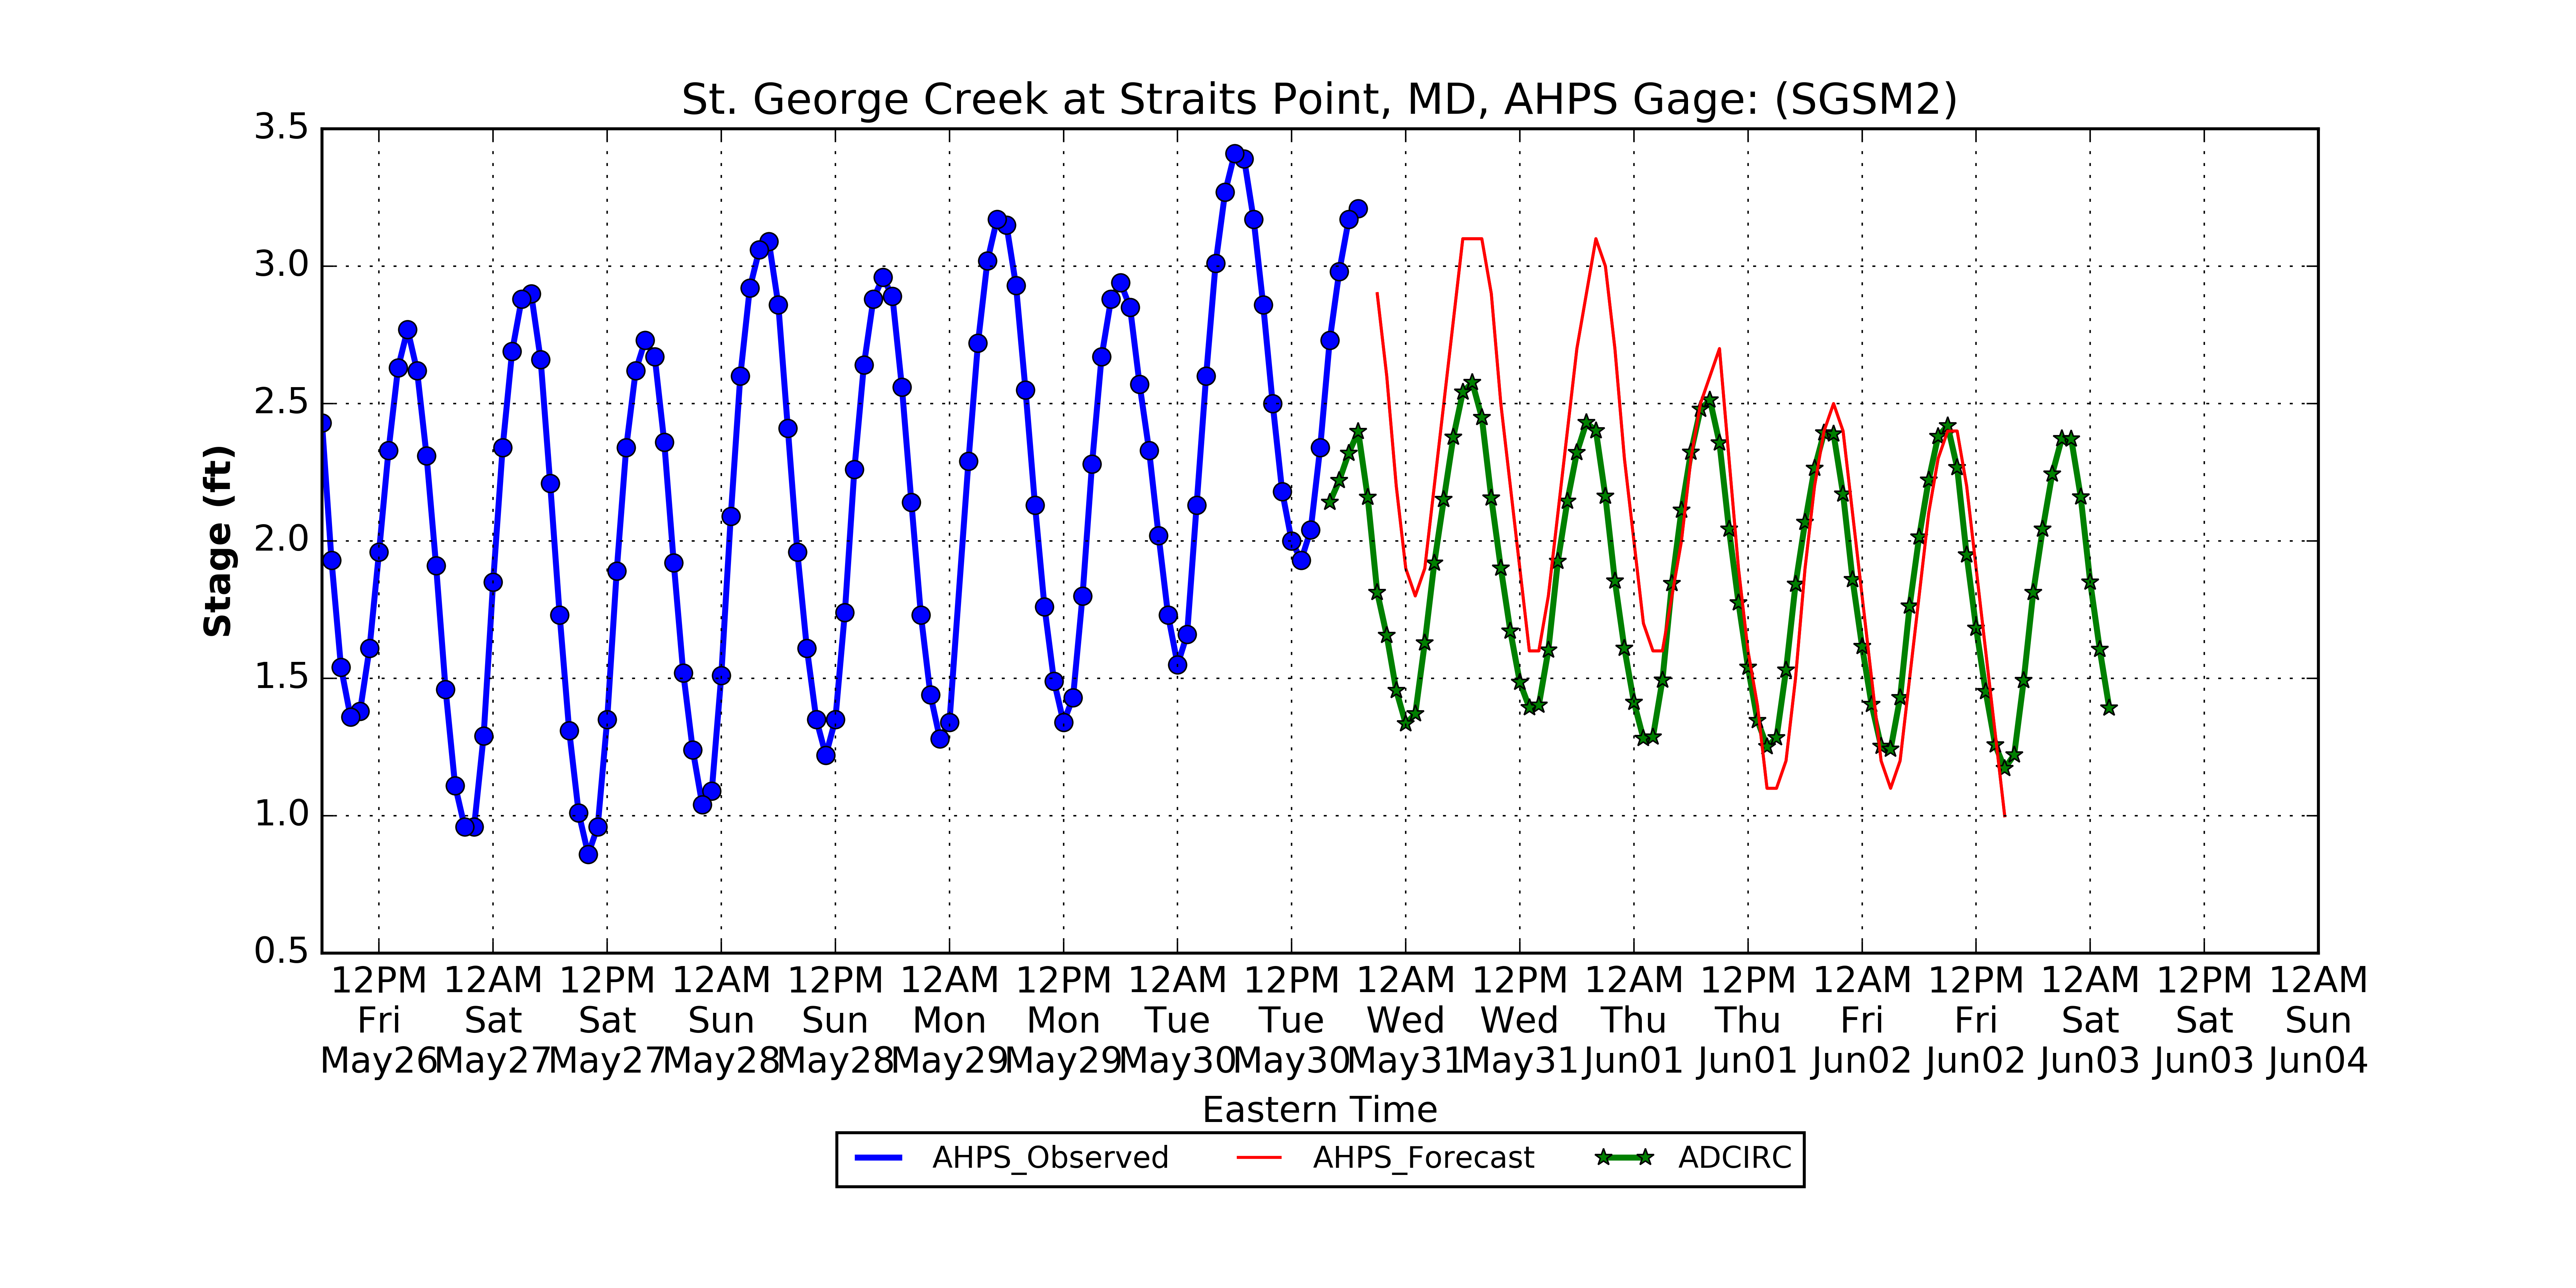 St. George Creek at Straits Point, MD, AHPS Gage: (SGSM2)
3.5
3.0
2.5
2.0
1.5
1.0
0.5
Stage (ft)
12PM 12AM 12PM 12AM 12PM 12AM 12PM 12AM 12PM 12AM 12PM 12AM 12PM 12AM 12PM 12AM 12PM 12AM
Fri Sat Sat Sun Sun Mon Mon Tue Tue Wed Wed Thu Thu Fri Fri Sat Sat Sun
May26 May27 May27 May28 May28 May29 May29 May30 May30 May31 May31 Jun01 Jun01 Jun02 Jun02 Jun03 Jun03 Jun04
Eastern Time
AHPS_Observed AHPS_Forecast ADCIRC